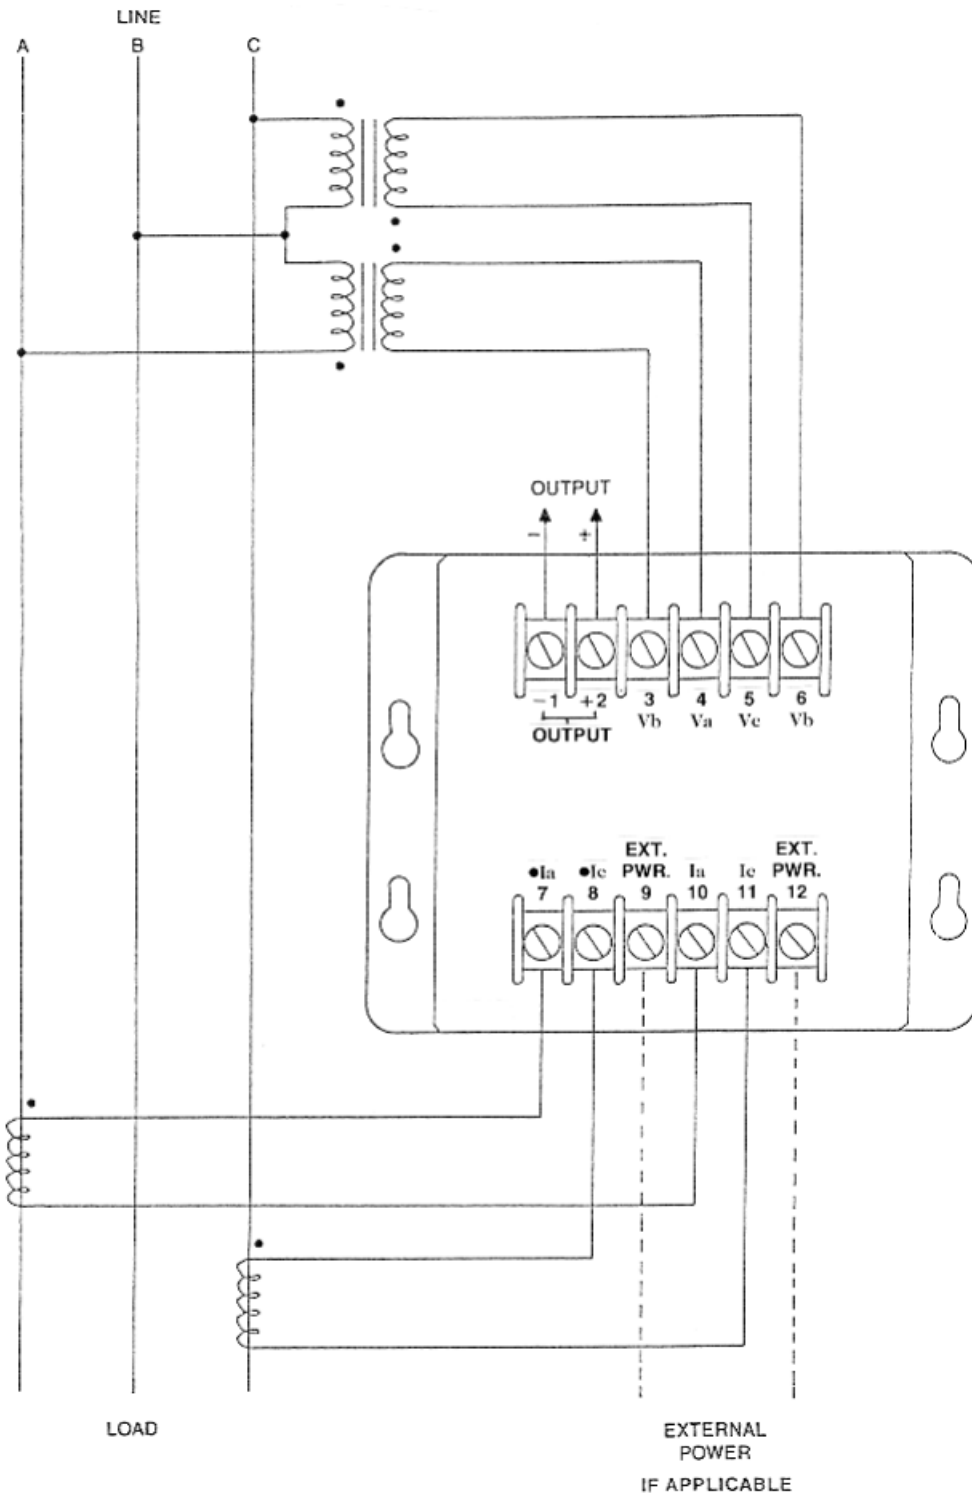 LINE
A B C
OUTPUT
- +
-1 +2 3 4 5 6
Vb Va Vc Vb
OUTPUT
EXT. EXT.
•Ia •Ic PWR. Ia Ic PWR.
7 8 9 10 11 12
LOAD
EXTERNAL
POWER
IF APPLICABLE